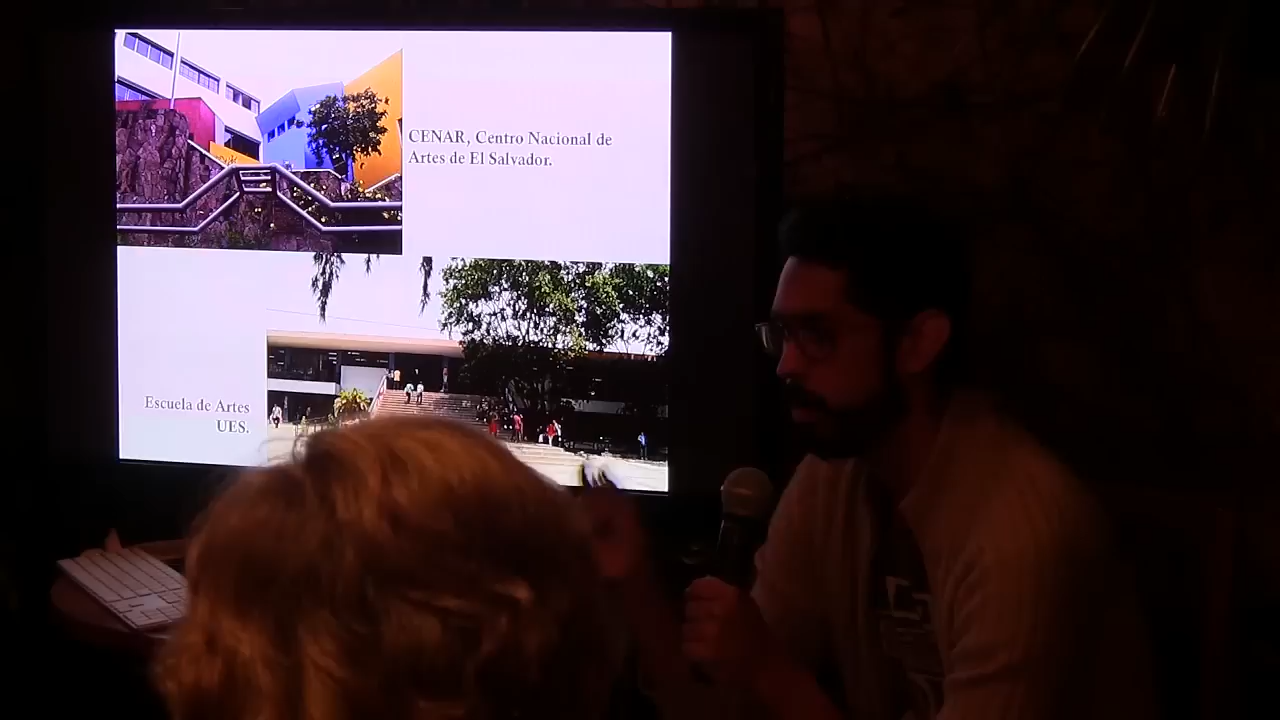 CENAR, Centro Nacional de
Artes de El Salvador.
Escuela de Artes
UES.